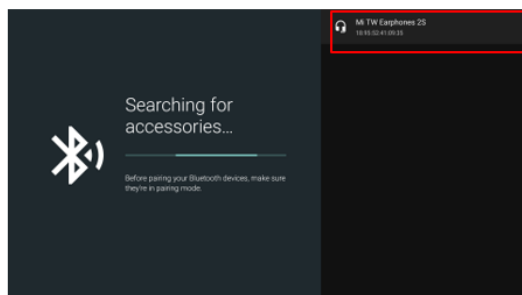 Searching for
accessories...
Before pairing your Bluetooth devices, make sure
they're in pairing mode.
Mi TW Earphones 2S